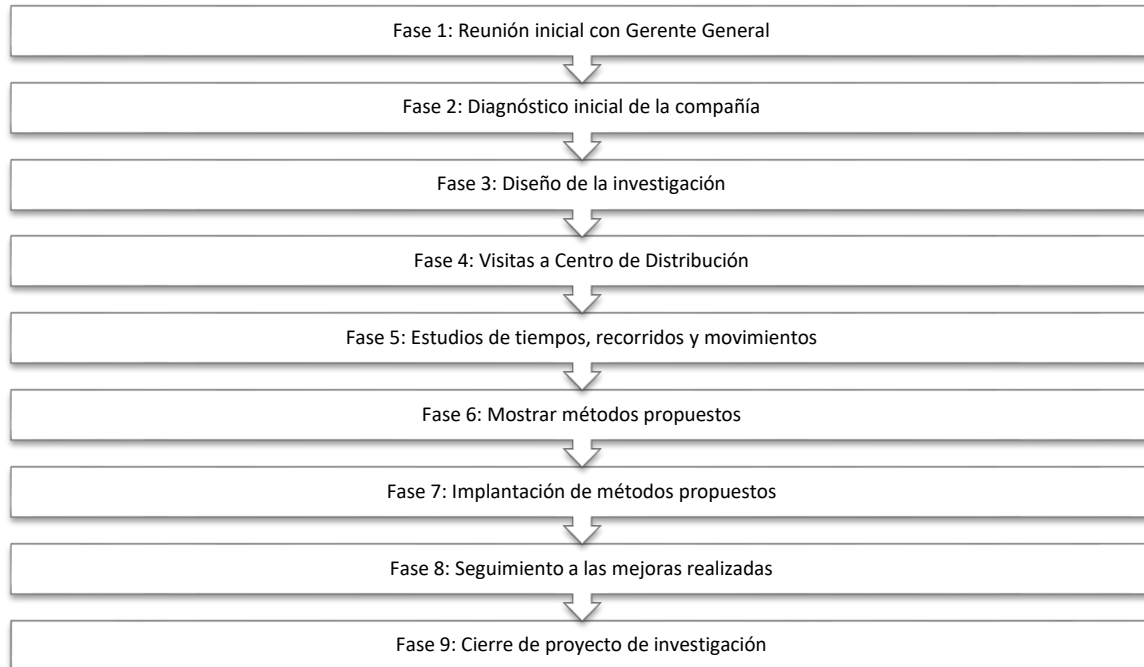 Fase 1: Reunión inicial con Gerente General
Fase 2: Diagnóstico inicial de la compañía
Fase 3: Diseño de la investigación
Fase 4: Visitas a Centro de Distribución
Fase 5: Estudios de tiempos, recorridos y movimientos
Fase 6: Mostrar métodos propuestos
Fase 7: Implantación de métodos propuestos
Fase 8: Seguimiento a las mejoras realizadas
Fase 9: Cierre de proyecto de investigación